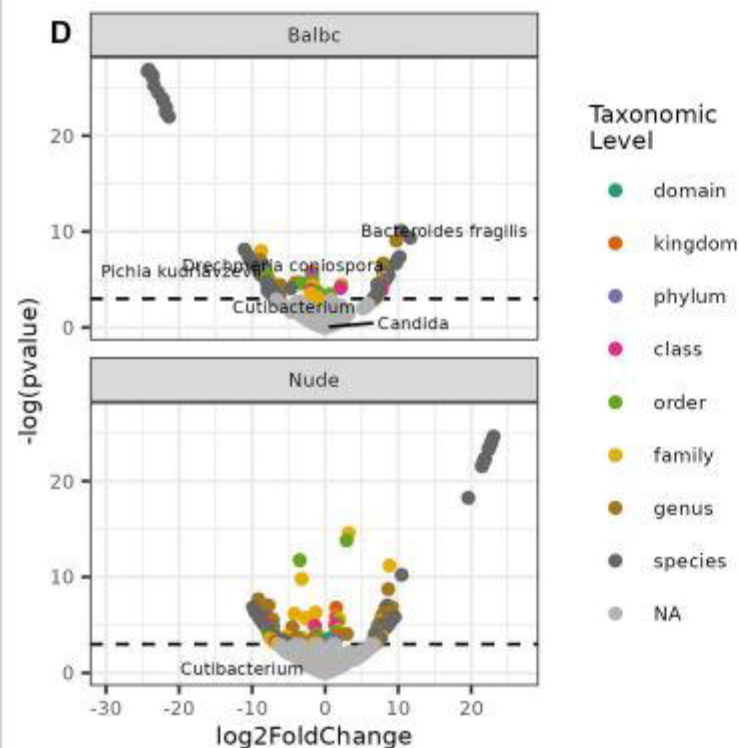 D
Balbc
20
10
0
Bacteroides fragilis
Drechmeria coniospora
Pichia kudriavzevii
Cutibacterium
Candida
Nude
20
10
0
Cutibacterium
-30 -20 -10 0 10 20
log2FoldChange
-log(pvalue)
Taxonomic
Level
domain
kingdom
phylum
class
order
family
genus
species
NA